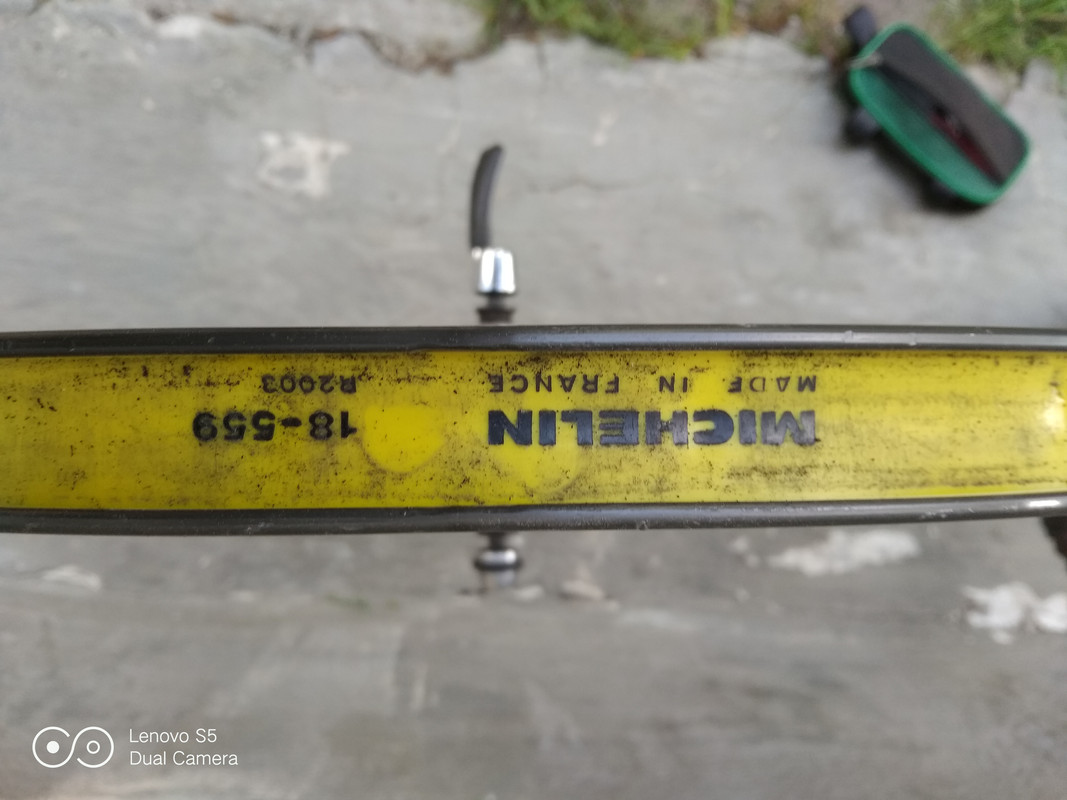 MICHELIN 18-559
MADE IN FRANCE R2003
Lenovo S5
Dual Camera